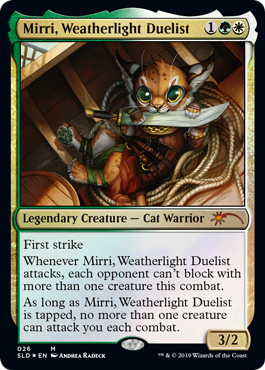 Mirri, Weatherlight Duelist 1
Legendary Creature — Cat Warrior
First strike
Whenever Mirri, Weatherlight Duelist
attacks, each opponent can't block with
more than one creature this combat.
As long as Mirri, Weatherlight Duelist
is tapped, no more than one creature
can attack you each combat.
3/2
026 M
SLD ★ EN ANDREA RADECK
™ & © 2019 Wizards of the Coast